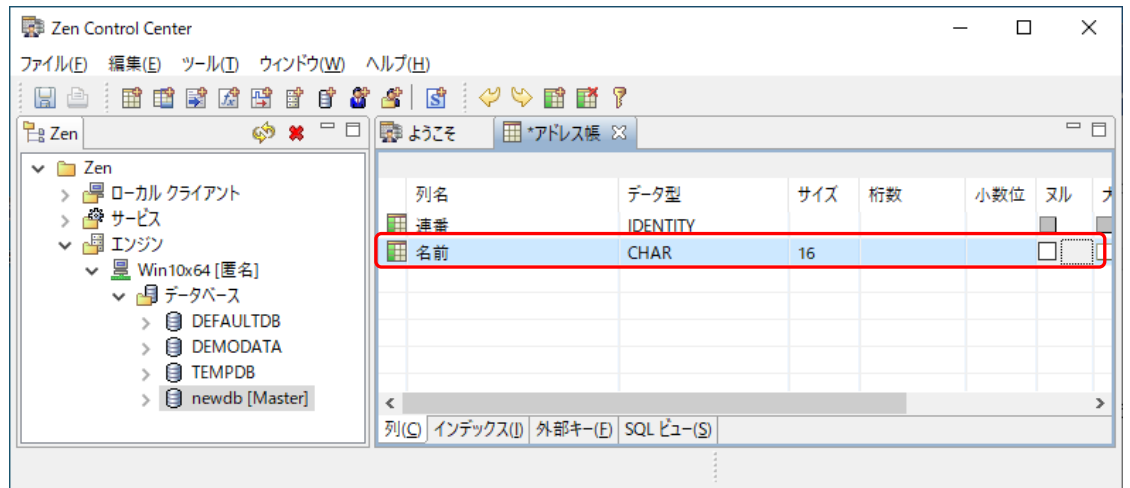 Zen Control Center
ファイル(F) 編集(E) ツール(T) ウィンドウ(W) ヘルプ(H)
Zen
ようこそ
*アドレス帳
Zen
ローカル クライアント
サービス
エンジン
Win10x64 [匿名]
データベース
DEFAULTDB
DEMODATA
TEMPDB
newdb [Master]
列名 データ型 サイズ 桁数 小数位 ヌル
連番 IDENTITY
名前 CHAR 16
列(C) インデックス(I) 外部キー(F) SQL ビュー(S)